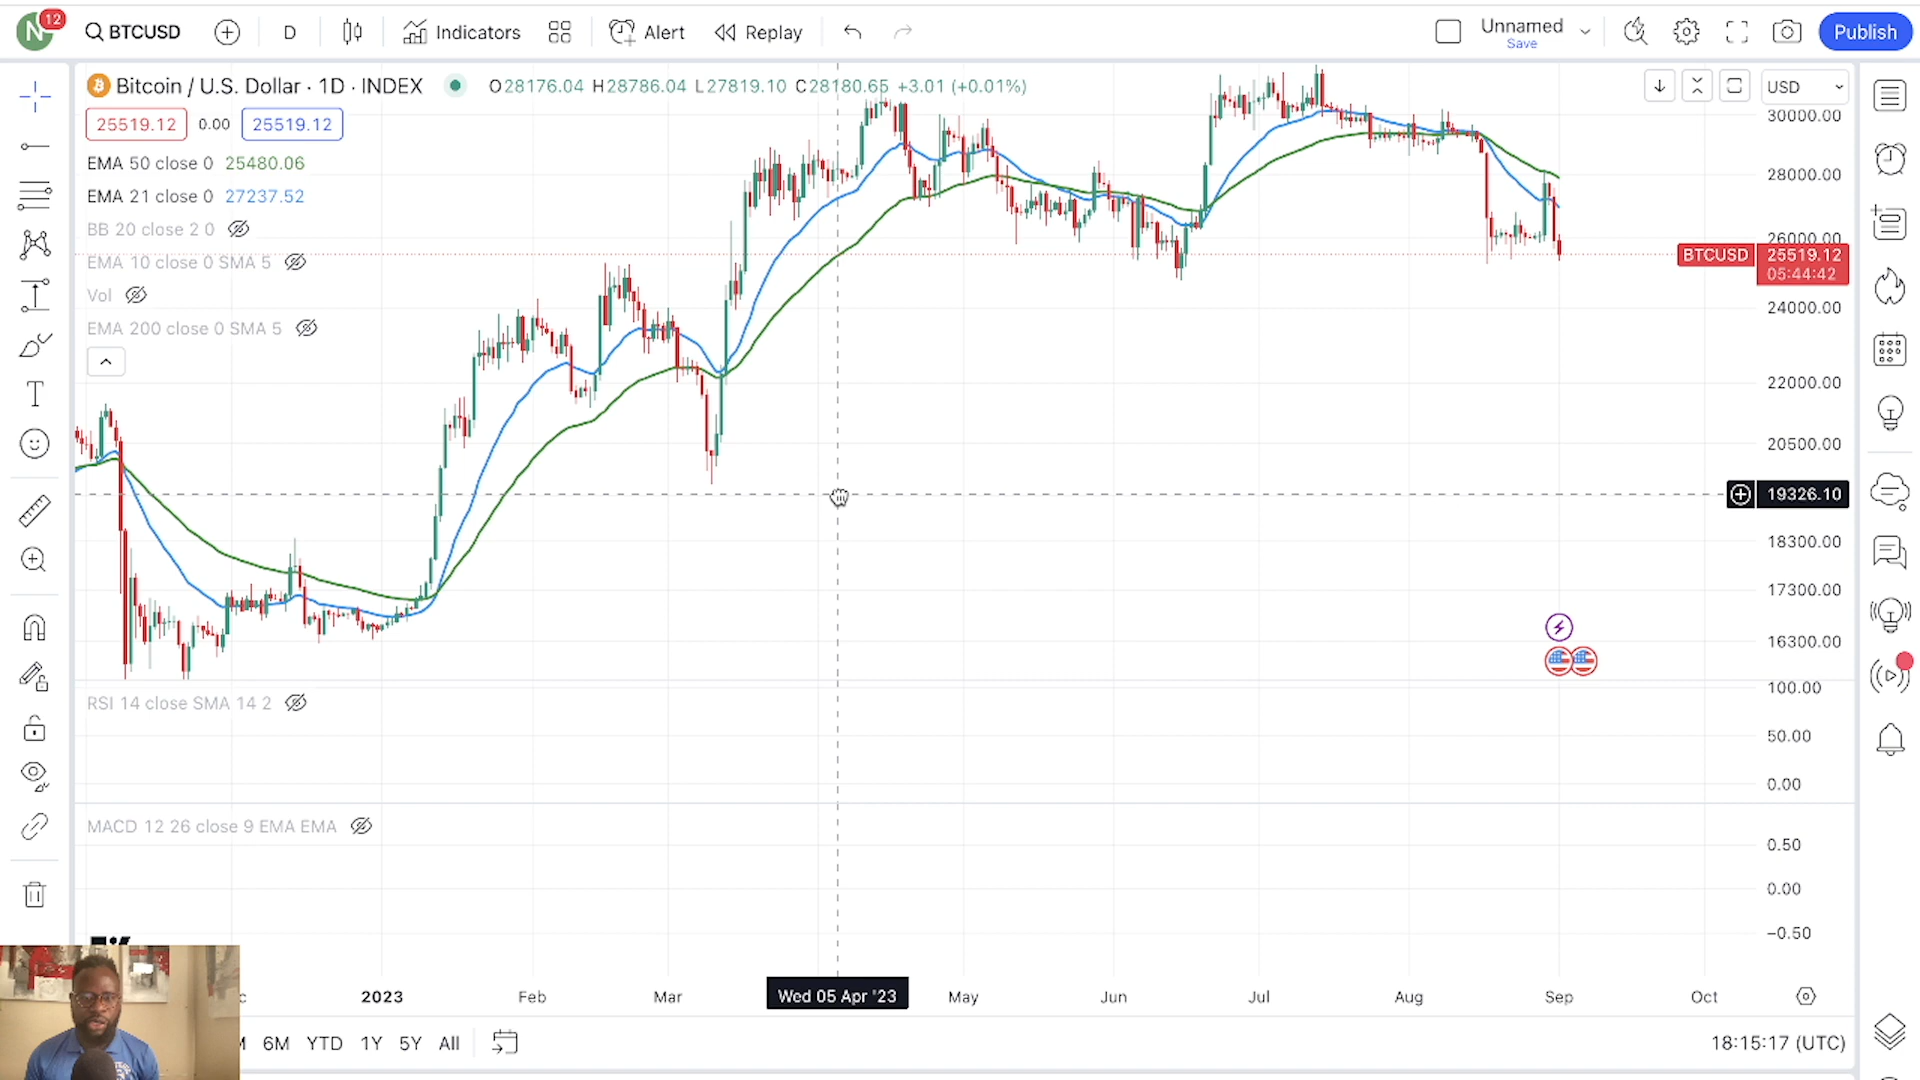 N 12 BTCUSD D Indicators Alert Replay Unnamed Save Publish
Bitcoin / U.S. Dollar · 1D · INDEX O28176.04 H28786.04 L27819.10 C28180.65 +3.01 (+0.01%) USD
25519.12 0.00 25519.12
30000.00
EMA 50 close 0 25480.06
28000.00
EMA 21 close 0 27237.52
BB 20 close 2 0
26000.00
EMA 10 close 0 SMA 5
BTCUSD 25519.12
05:44:42
Vol
24000.00
EMA 200 close 0 SMA 5
22000.00
20500.00
19326.10
18300.00
17300.00
16300.00
100.00
RSI 14 close SMA 14 2
50.00
0.00
MACD 12 26 close 9 EMA EMA
0.50
0.00
−0.50
2023 Feb Mar Wed 05 Apr '23 May Jun Jul Aug Sep Oct
6M YTD 1Y 5Y All 18:15:17 (UTC)